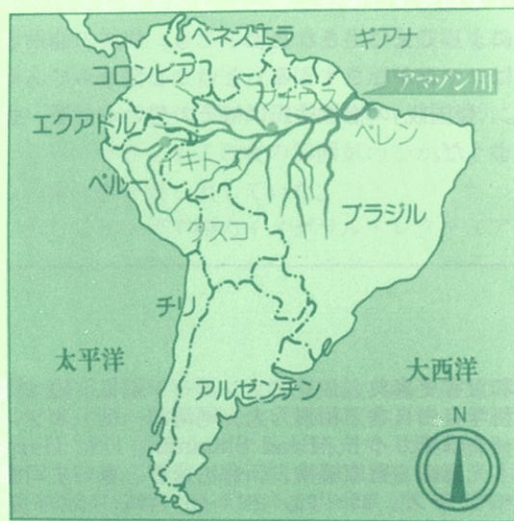 ベネズエラ
ギアナ
コロンビア
アマゾン川
マナウス
エクアドル
ベレン
イキトス
ペルー
ブラジル
クスコ
チリ
太平洋
大西洋
アルゼンチン
N